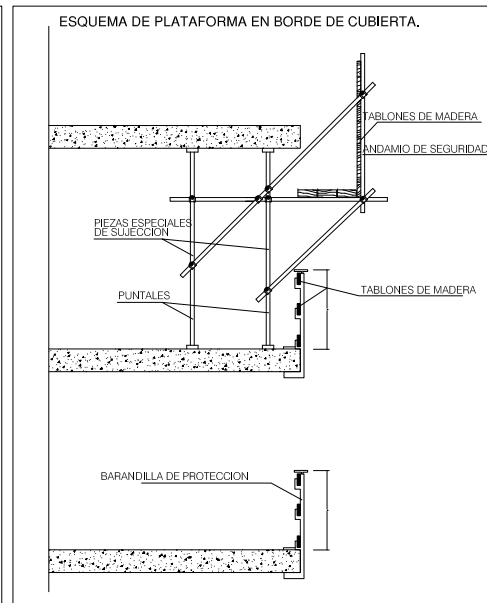 ESQUEMA DE PLATAFORMA EN BORDE DE CUBIERTA.
TABLONES DE MADERA
ANDAMIO DE SEGURIDAD
PIEZAS ESPECIALES
DE SUJECCION
PUNTALES
TABLONES DE MADERA
BARANDILLA DE PROTECCION